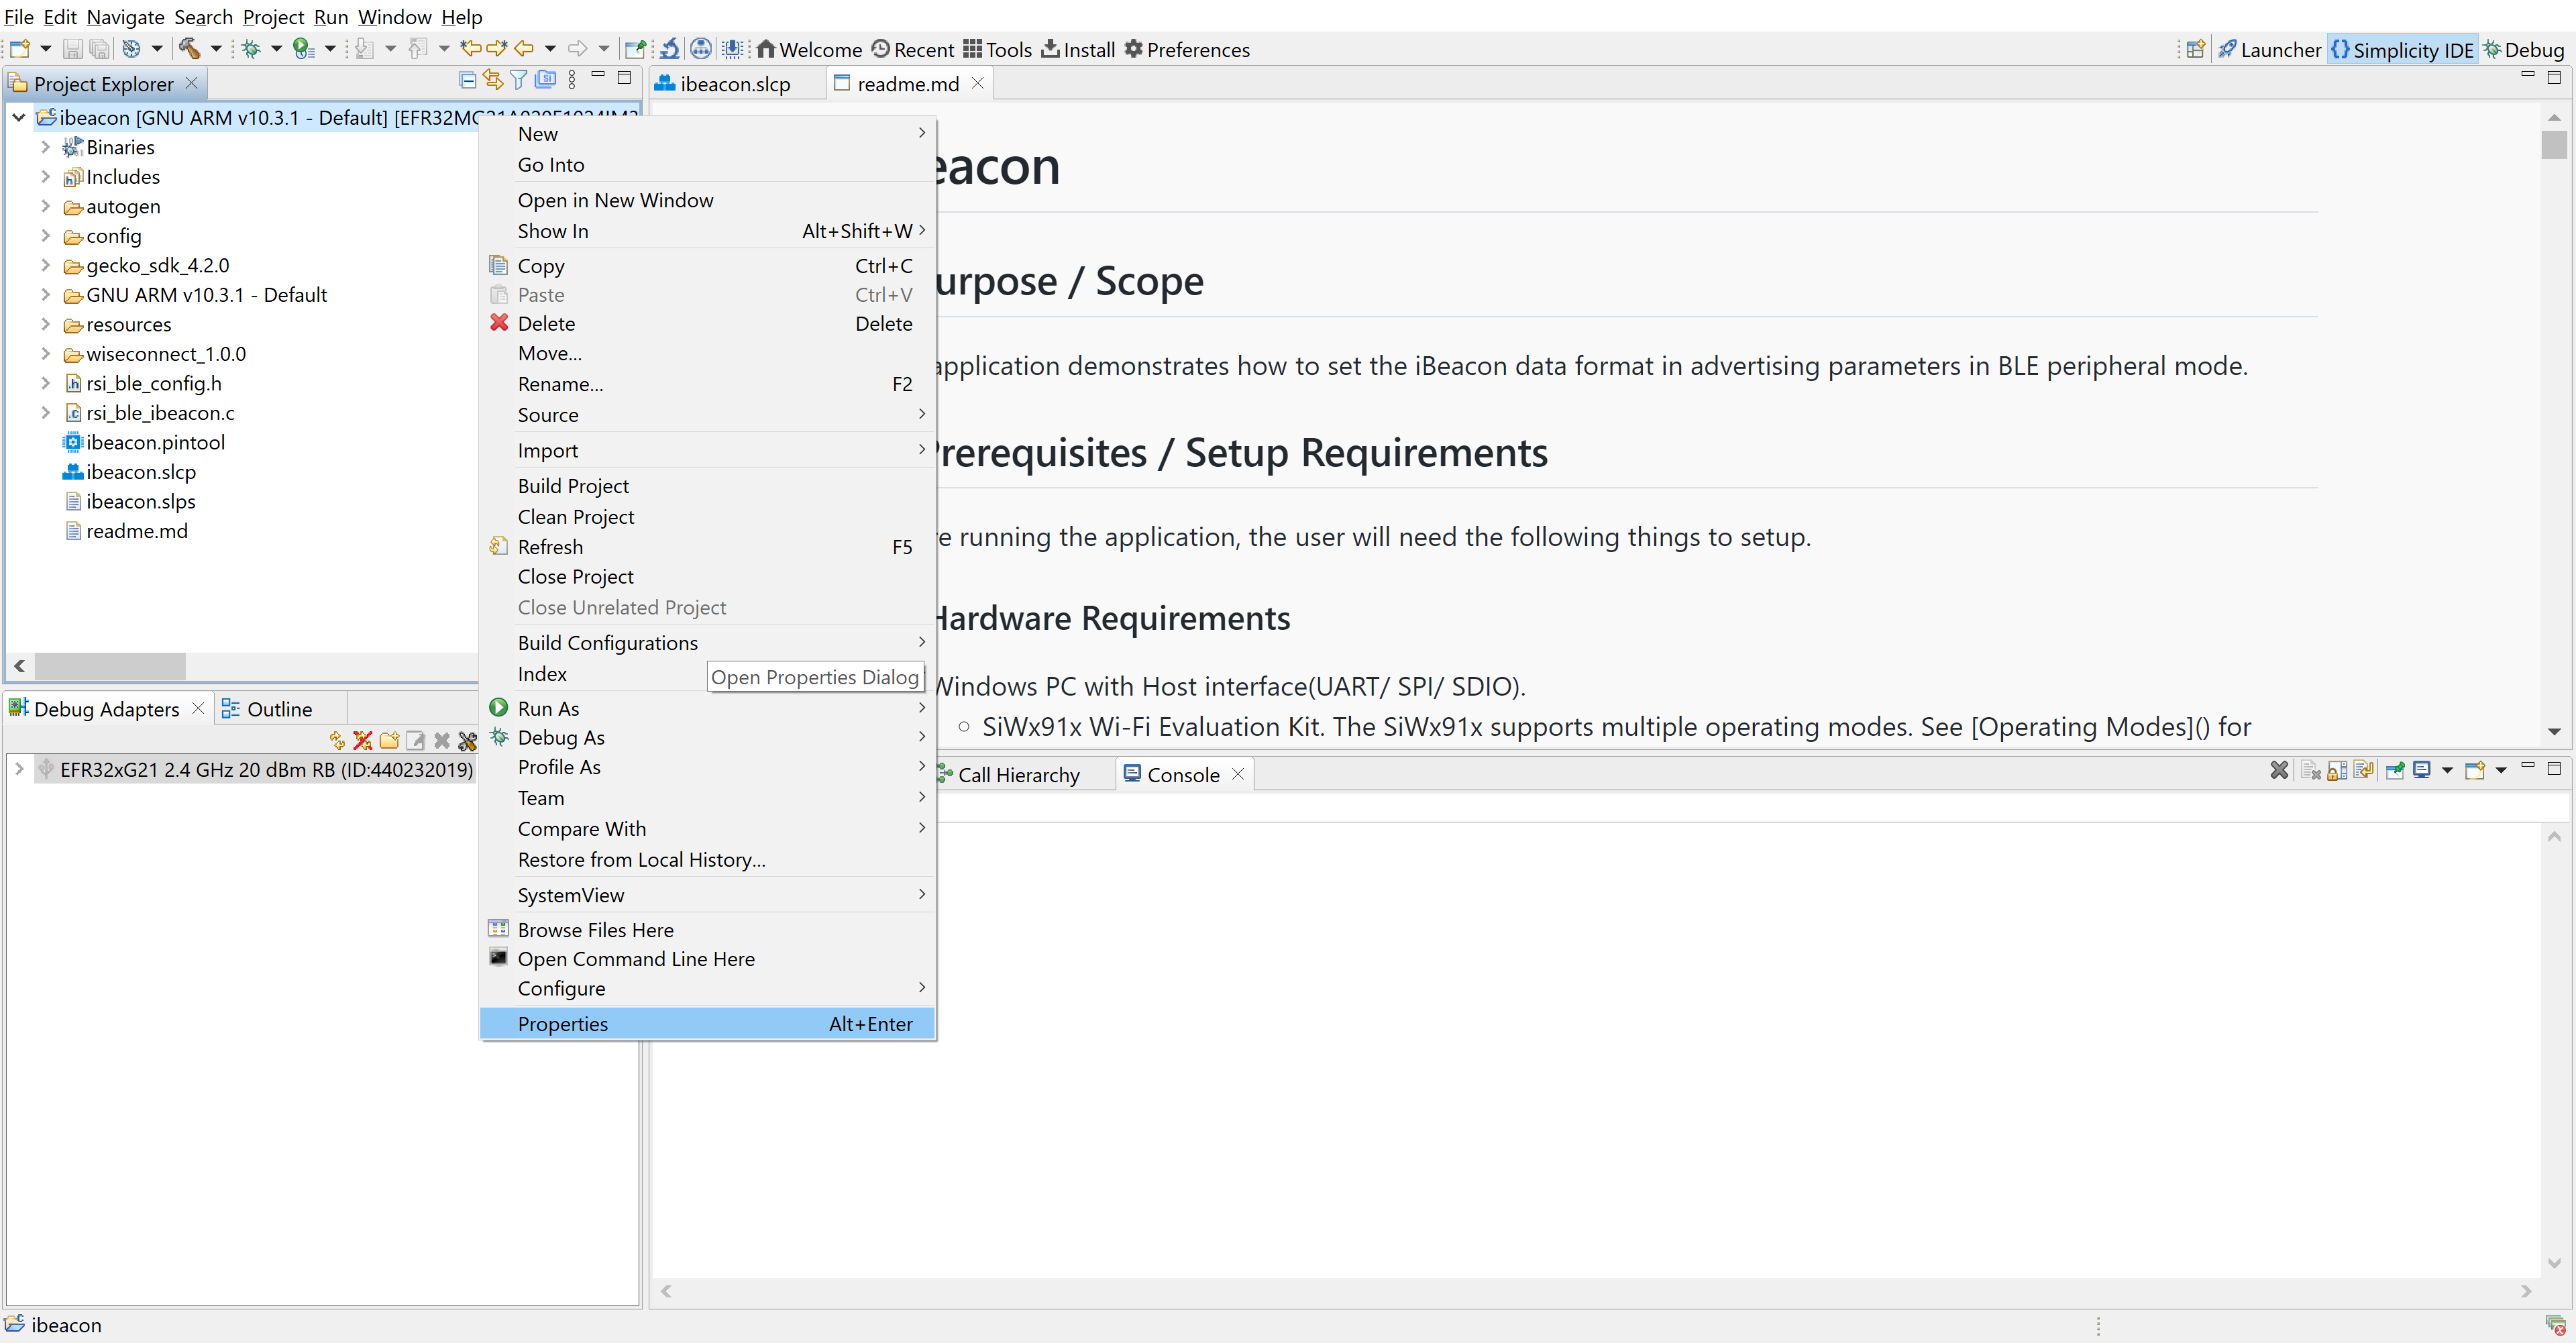 File Edit Navigate Search Project Run Window Help
Welcome Recent Tools Install Preferences Launcher Simplicity IDE Debug
Project Explorer
ibeacon [GNU ARM v10.3.1 - Default] [EFR32MG21A020F1024IM32
Binaries
Includes
autogen
config
gecko_sdk_4.2.0
GNU ARM v10.3.1 - Default
resources
wiseconnect_1.0.0
rsi_ble_config.h
rsi_ble_ibeacon.c
ibeacon.pintool
ibeacon.slcp
ibeacon.slps
readme.md
New
Go Into
Open in New Window
Show In Alt+Shift+W
Copy Ctrl+C
Paste Ctrl+V
Delete Delete
Move...
Rename... F2
Source
Import
Build Project
Clean Project
Refresh F5
Close Project
Close Unrelated Project
Build Configurations
Index
Open Properties Dialog
Run As
Debug As
Profile As
Team
Compare With
Restore from Local History...
SystemView
Browse Files Here
Open Command Line Here
Configure
Properties Alt+Enter
ibeacon.slcp readme.md
eacon
urpose / Scope
application demonstrates how to set the iBeacon data format in advertising parameters in BLE peripheral mode.
rerequisites / Setup Requirements
e running the application, the user will need the following things to setup.
Hardware Requirements
Windows PC with Host interface(UART/ SPI/ SDIO).
SiWx91x Wi-Fi Evaluation Kit. The SiWx91x supports multiple operating modes. See [Operating Modes]() for
Debug Adapters Outline
EFR32xG21 2.4 GHz 20 dBm RB (ID:440232019)
Call Hierarchy Console
ibeacon